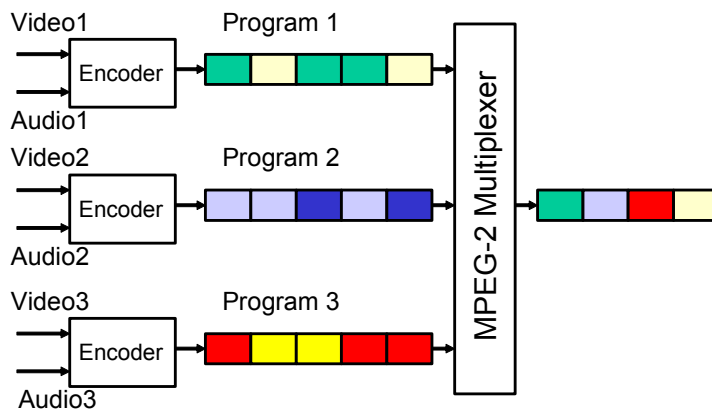 Video1
Program 1
Encoder
Audio1
Video2
Program 2
Encoder
Audio2
Video3
Program 3
Encoder
Audio3
MPEG-2 Multiplexer